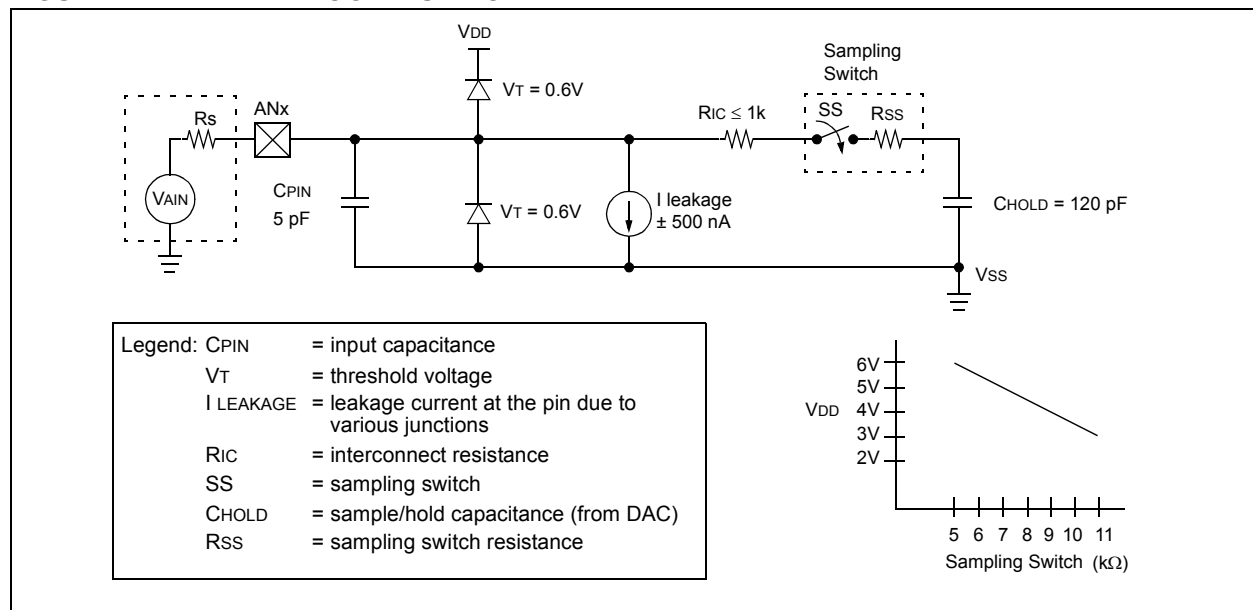 VDD
Sampling
Switch
VT = 0.6V
ANx
RIC ≤ 1k
SS
RSS
Rs
VAIN
CPIN
5 pF
VT = 0.6V
I leakage
± 500 nA
CHOLD = 120 pF
VSS
Legend: CPIN = input capacitance
VT = threshold voltage
I LEAKAGE = leakage current at the pin due to
various junctions
RIC = interconnect resistance
SS = sampling switch
CHOLD = sample/hold capacitance (from DAC)
RSS = sampling switch resistance
6V
5V
VDD 4V
3V
2V
5 6 7 8 9 10 11
Sampling Switch (kΩ)